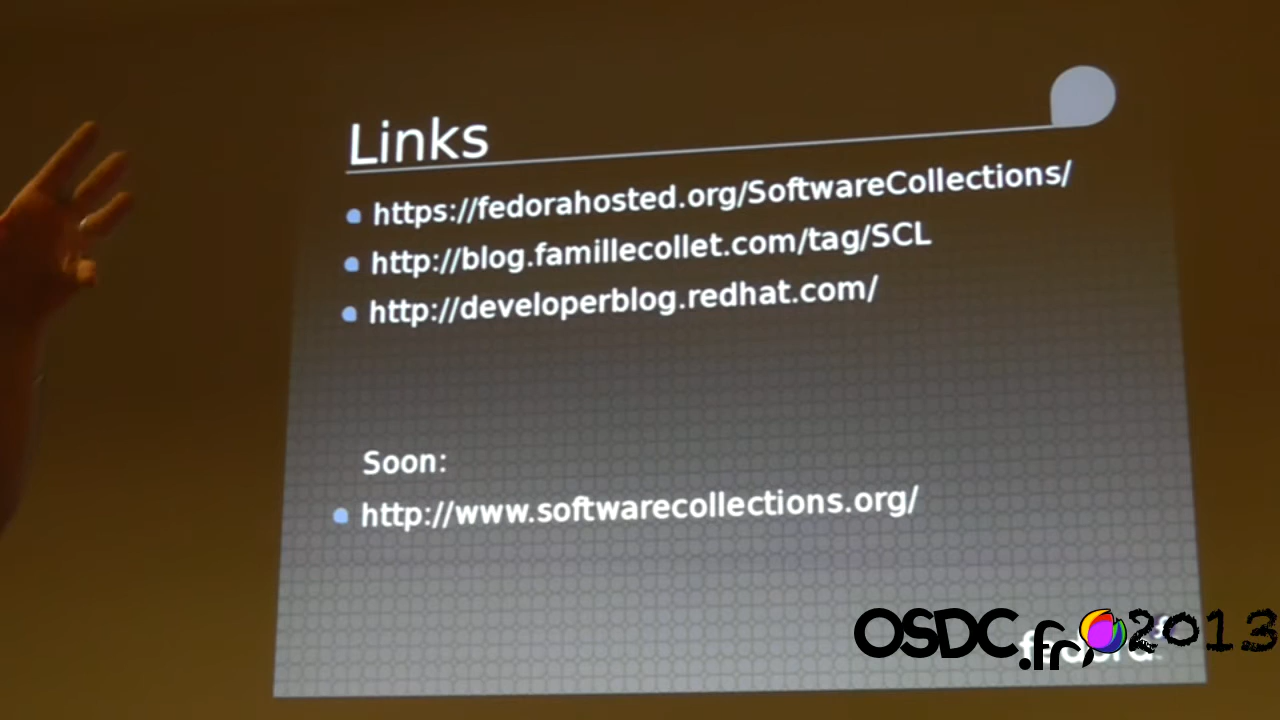 Links
https://fedorahosted.org/SoftwareCollections/
http://blog.famillecollet.com/tag/SCL
http://developerblog.redhat.com/
Soon:
http://www.softwarecollections.org/
OSDC.fr 2013
fedora